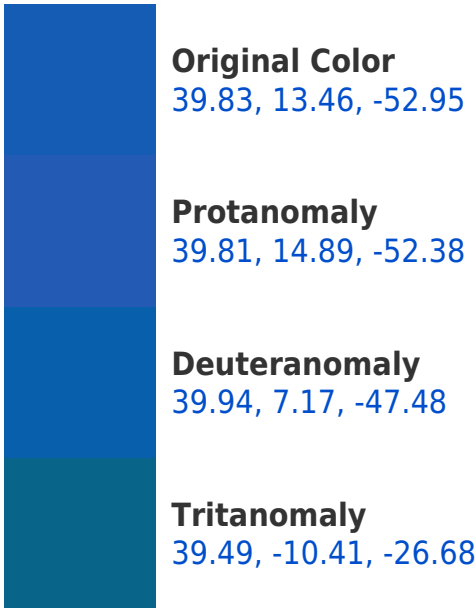 Original Color
39.83, 13.46, -52.95
Protanomaly
39.81, 14.89, -52.38
Deuteranomaly
39.94, 7.17, -47.48
Tritanomaly
39.49, -10.41, -26.68